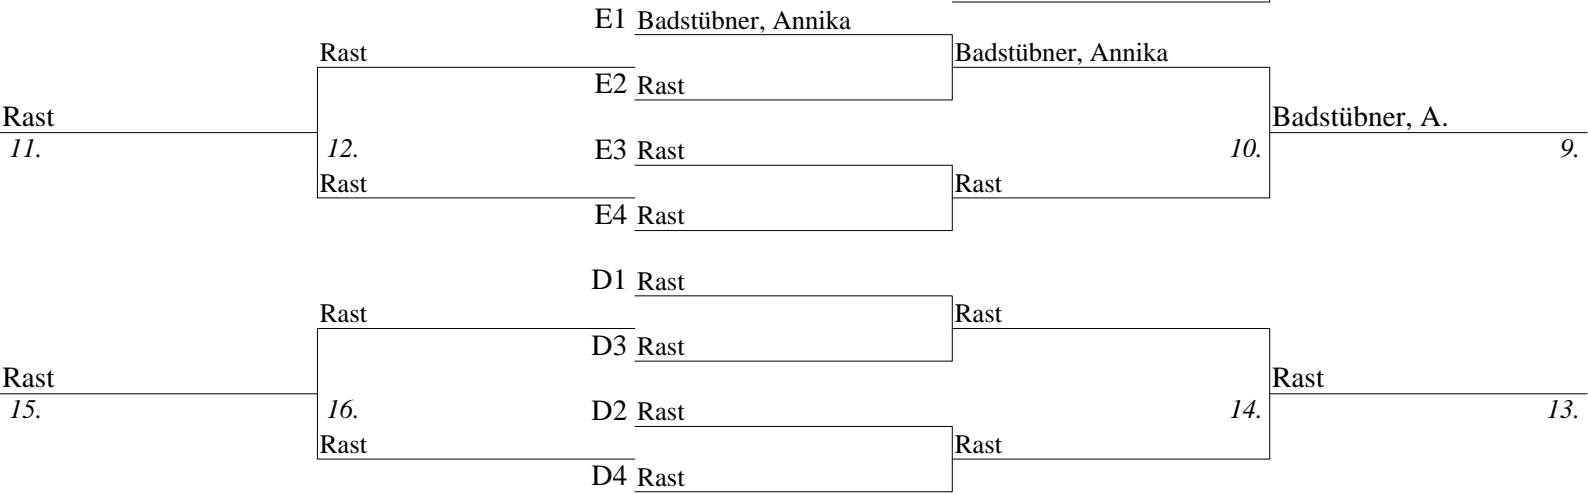 E1 Badstübner, Annika
Rast Badstübner, Annika
E2 Rast
Rast Badstübner, A.
11. 12. E3 Rast 10. 9.
Rast Rast
E4 Rast
D1 Rast
Rast Rast
D3 Rast
Rast Rast
15. 16. D2 Rast 14. 13.
Rast Rast
D4 Rast